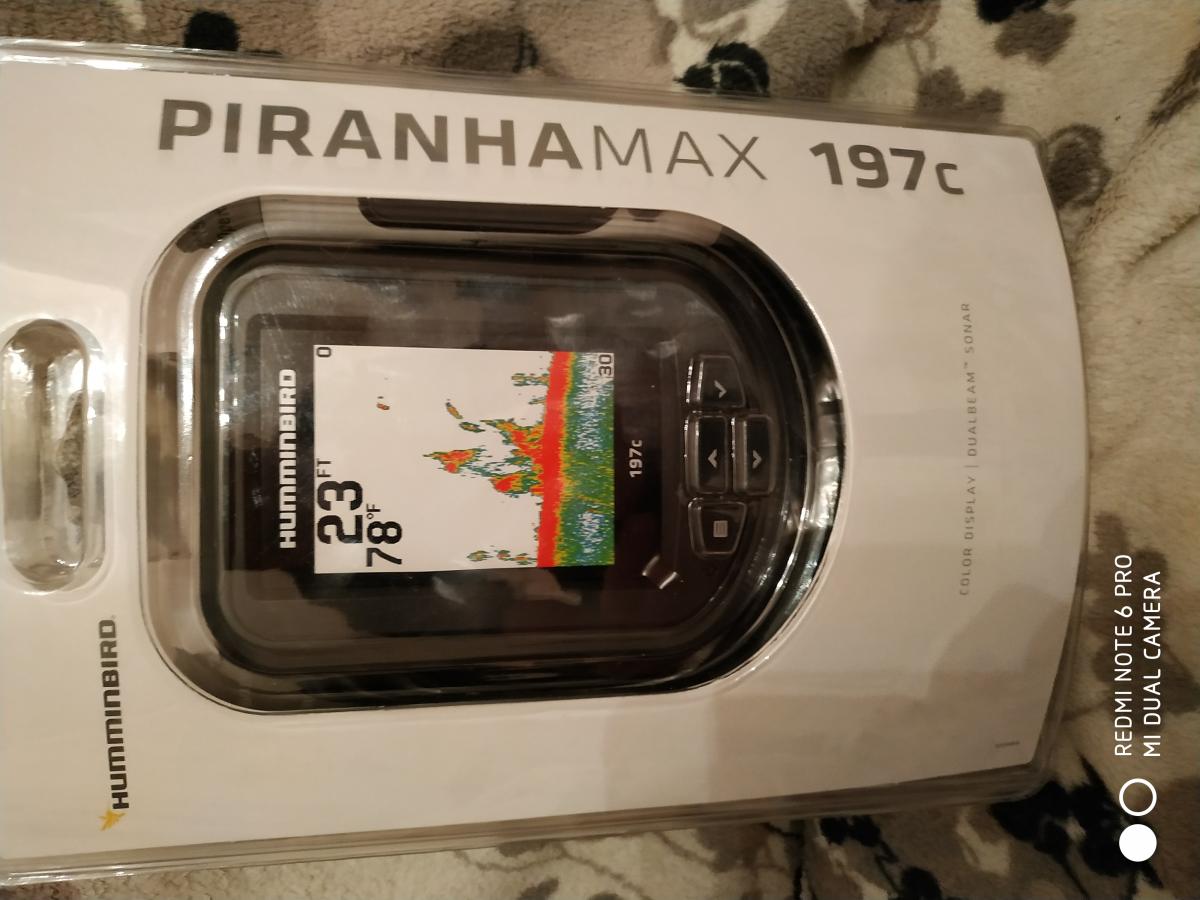 PIRANHAMAX 197c
HUMMINBIRD
23 FT
78°F
0
30
197c
COLOR DISPLAY | DUALBEAM™ SONAR
HUMMINBIRD
REDMI NOTE 6 PRO
MI DUAL CAMERA